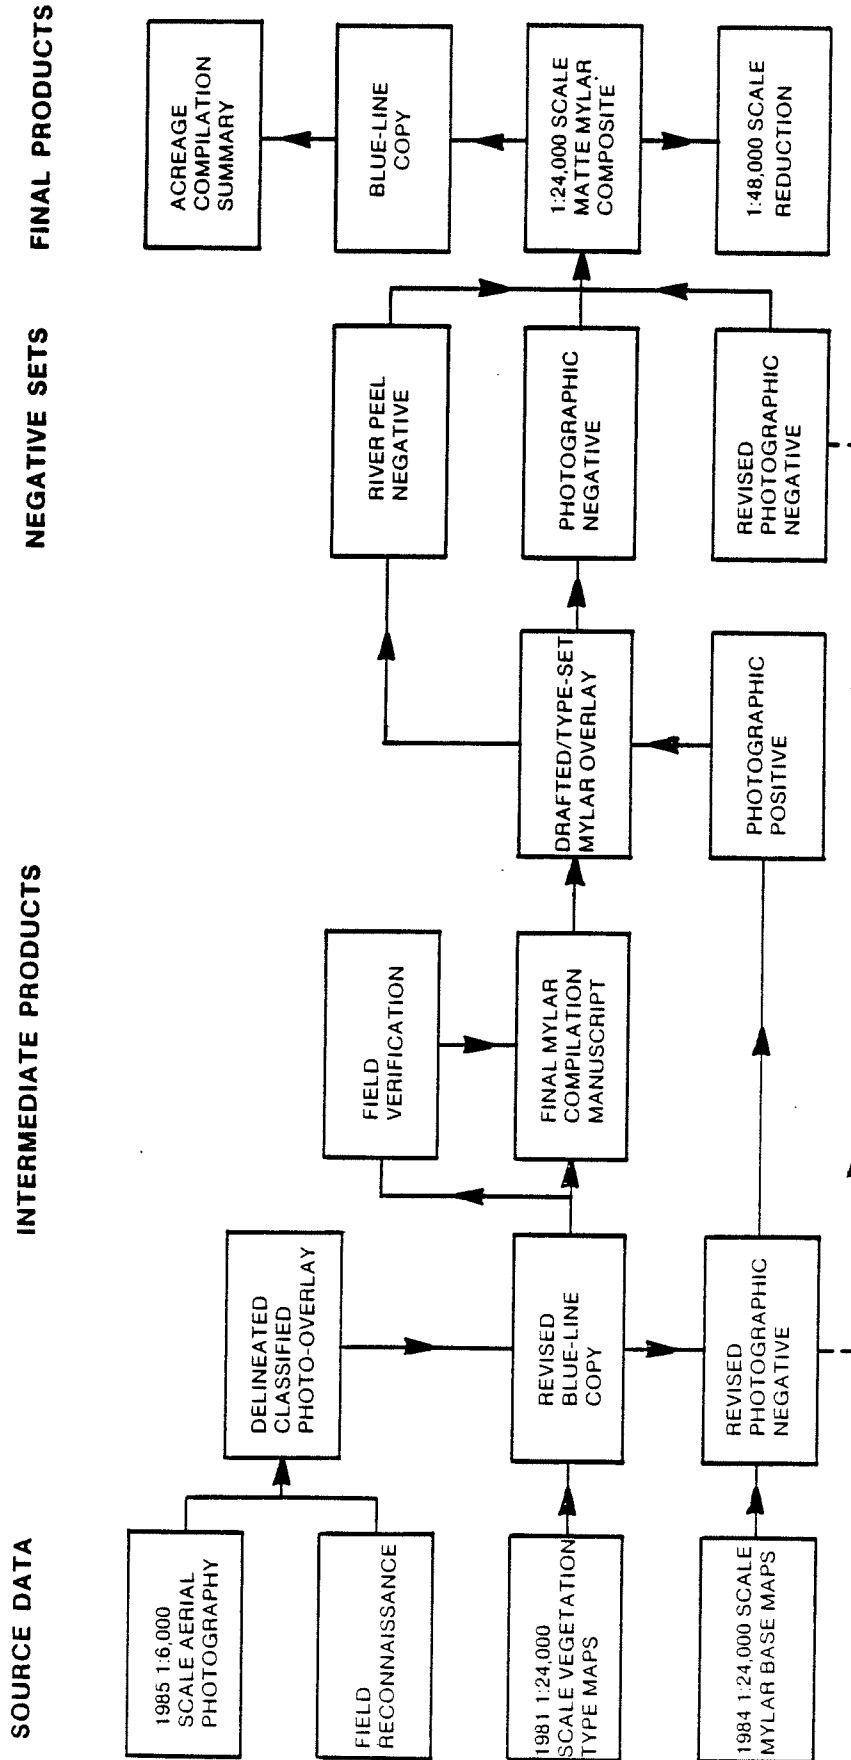 SOURCE DATA
INTERMEDIATE PRODUCTS
NEGATIVE SETS
FINAL PRODUCTS
1985 1:6,000
SCALE AERIAL
PHOTOGRAPHY
FIELD
RECONNAISSANCE
1981 1:24,000
SCALE VEGETATION
TYPE MAPS
1984 1:24,000 SCALE
MYLAR BASE MAPS
DELINEATED
CLASSIFIED
PHOTO-OVERLAY
REVISED
BLUE-LINE
COPY
REVISED
PHOTOGRAPHIC
NEGATIVE
FIELD
VERIFICATION
FINAL MYLAR
COMPILATION
MANUSCRIPT
DRAFTED/TYPE-SET
MYLAR OVERLAY
PHOTOGRAPHIC
POSITIVE
RIVER PEEL
NEGATIVE
PHOTOGRAPHIC
NEGATIVE
REVISED
PHOTOGRAPHIC
NEGATIVE
ACREAGE
COMPILATION
SUMMARY
BLUE-LINE
COPY
1:24,000 SCALE
MATTE MYLAR
COMPOSITE
1:48,000 SCALE
REDUCTION